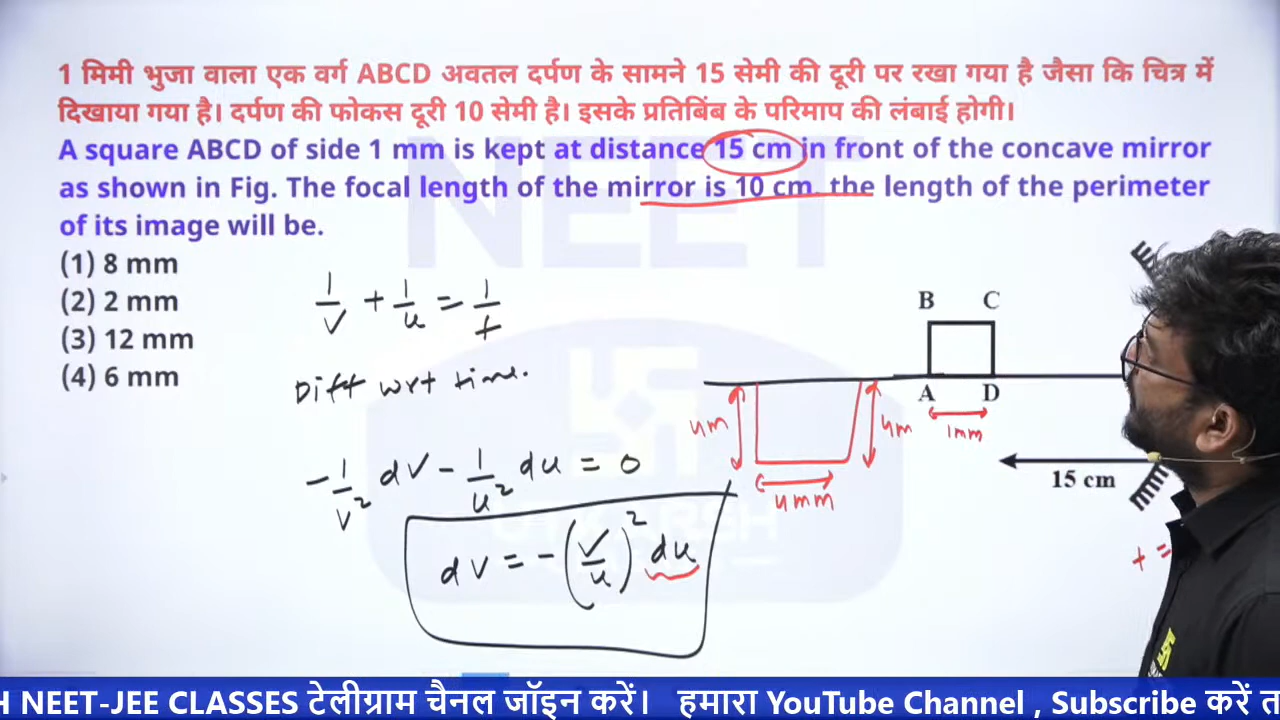 1 मिमी भुजा वाला एक वर्ग ABCD अवतल दर्पण के सामने 15 सेमी की दूरी पर रखा गया है जैसा कि चित्र में
दिखाया गया है। दर्पण की फोकस दूरी 10 सेमी है। इसके प्रतिबिंब के परिमाप की लंबाई होगी।
A square ABCD of side 1 mm is kept at distance 15 cm in front of the concave mirror
as shown in Fig. The focal length of the mirror is 10 cm. the length of the perimeter
of its image will be.
(1) 8 mm
(2) 2 mm
(3) 12 mm
(4) 6 mm
1/v + 1/u = 1/f
Diff wrt time.
-1/v² dv - 1/u² du = 0
dv = -(v/u)² du
B C
A D
1mm
15 cm
4m 4m
4mm
+ =
NEET
H NEET-JEE CLASSES टेलीग्राम चैनल जॉइन करें। हमारा YouTube Channel , Subscribe करें त